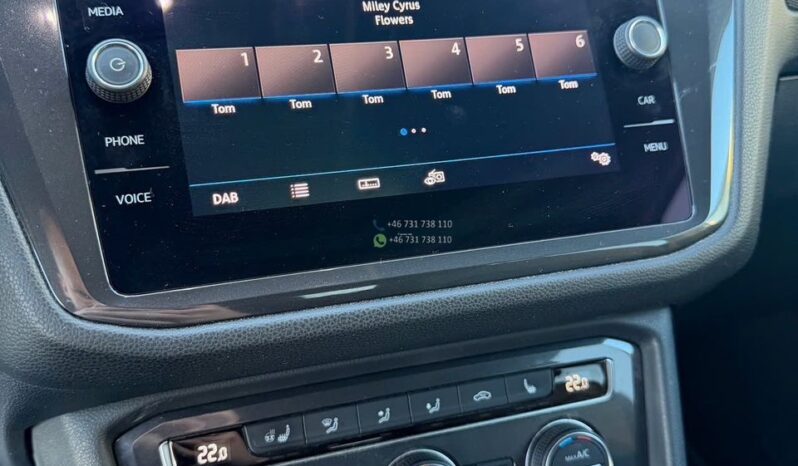 MEDIA
Miley Cyrus
Flowers
1 2 3 4 5 6
Tom Tom Tom Tom Tom Tom
PHONE
CAR
VOICE
MENU
DAB
+46 731 738 110
+46 731 738 110
22.0
22.0
MAX A/C